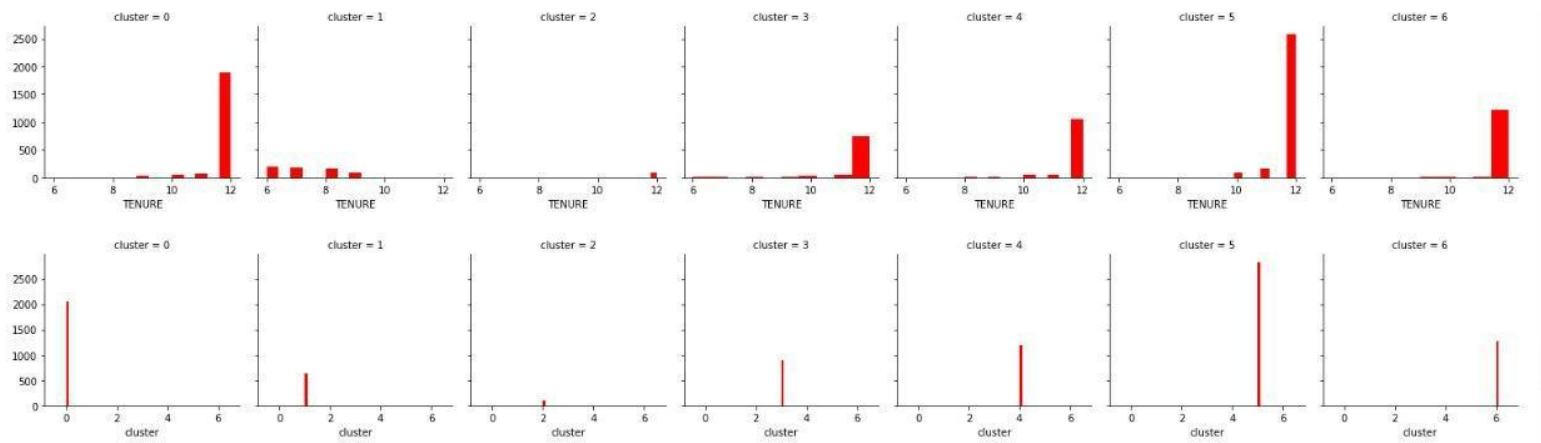 cluster = 0 cluster = 1 cluster = 2 cluster = 3 cluster = 4 cluster = 5 cluster = 6
2500
2000
1500
1000
500
0
6 8 10 12 6 8 10 12 6 8 10 12 6 8 10 12 6 8 10 12 6 8 10 12 6 8 10 12
TENURE TENURE TENURE TENURE TENURE TENURE TENURE
cluster = 0 cluster = 1 cluster = 2 cluster = 3 cluster = 4 cluster = 5 cluster = 6
2500
2000
1500
1000
500
0
0 2 4 6 0 2 4 6 0 2 4 6 0 2 4 6 0 2 4 6 0 2 4 6 0 2 4 6
cluster cluster cluster cluster cluster cluster cluster